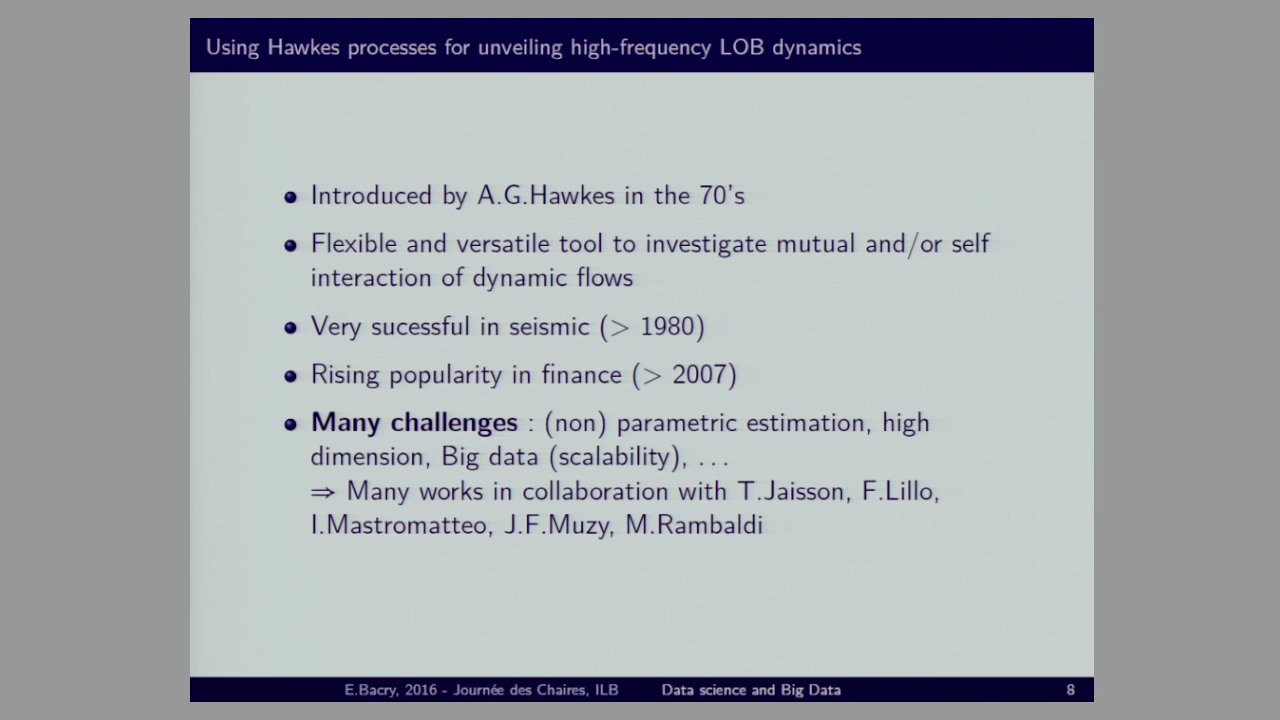 Using Hawkes processes for unveiling high-frequency LOB dynamics
Introduced by A.G.Hawkes in the 70's
Flexible and versatile tool to investigate mutual and/or self
interaction of dynamic flows
Very sucessful in seismic (> 1980)
Rising popularity in finance (> 2007)
Many challenges : (non) parametric estimation, high
dimension, Big data (scalability), ...
⇒ Many works in collaboration with T.Jaisson, F.Lillo,
I.Mastromatteo, J.F.Muzy, M.Rambaldi
E.Bacry, 2016 - Journée des Chaires, ILB Data science and Big Data 8